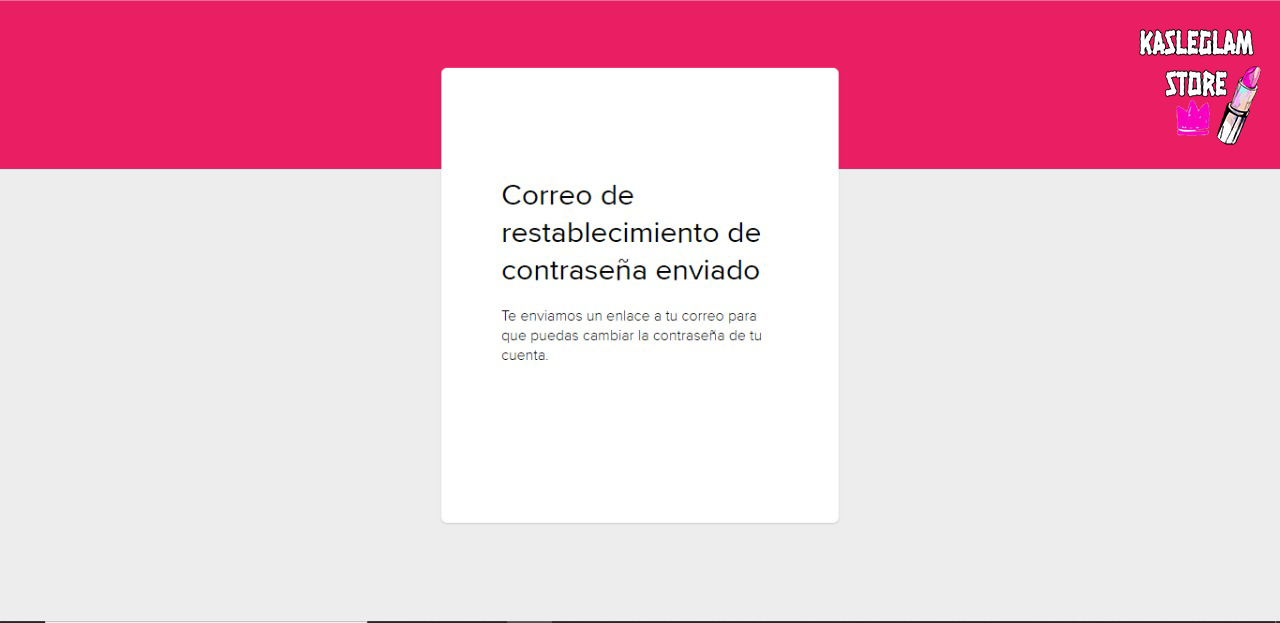 KASLEGLAM
STORE
Correo de
restablecimiento de
contraseña enviado
Te enviamos un enlace a tu correo para
que puedas cambiar la contraseña de tu
cuenta.